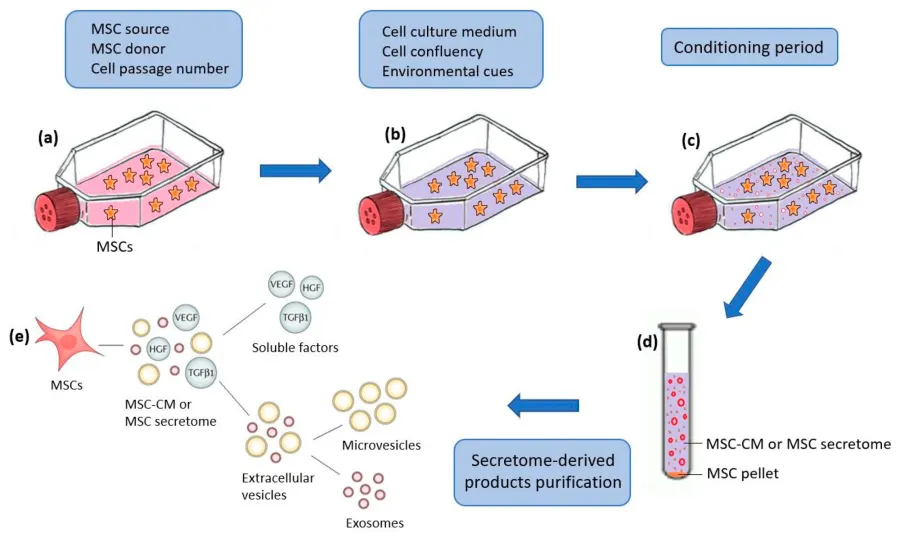 MSC source
MSC donor
Cell passage number
Cell culture medium
Cell confluency
Environmental cues
Conditioning period
(a)
MSCs
(b)
(c)
(d)
MSC-CM or MSC secretome
MSC pellet
Secretome-derived
products purification
(e)
MSCs
VEGF
HGF
TGFβ1
MSC-CM or
MSC secretome
VEGF
HGF
TGFβ1
Soluble factors
Extracellular
vesicles
Microvesicles
Exosomes